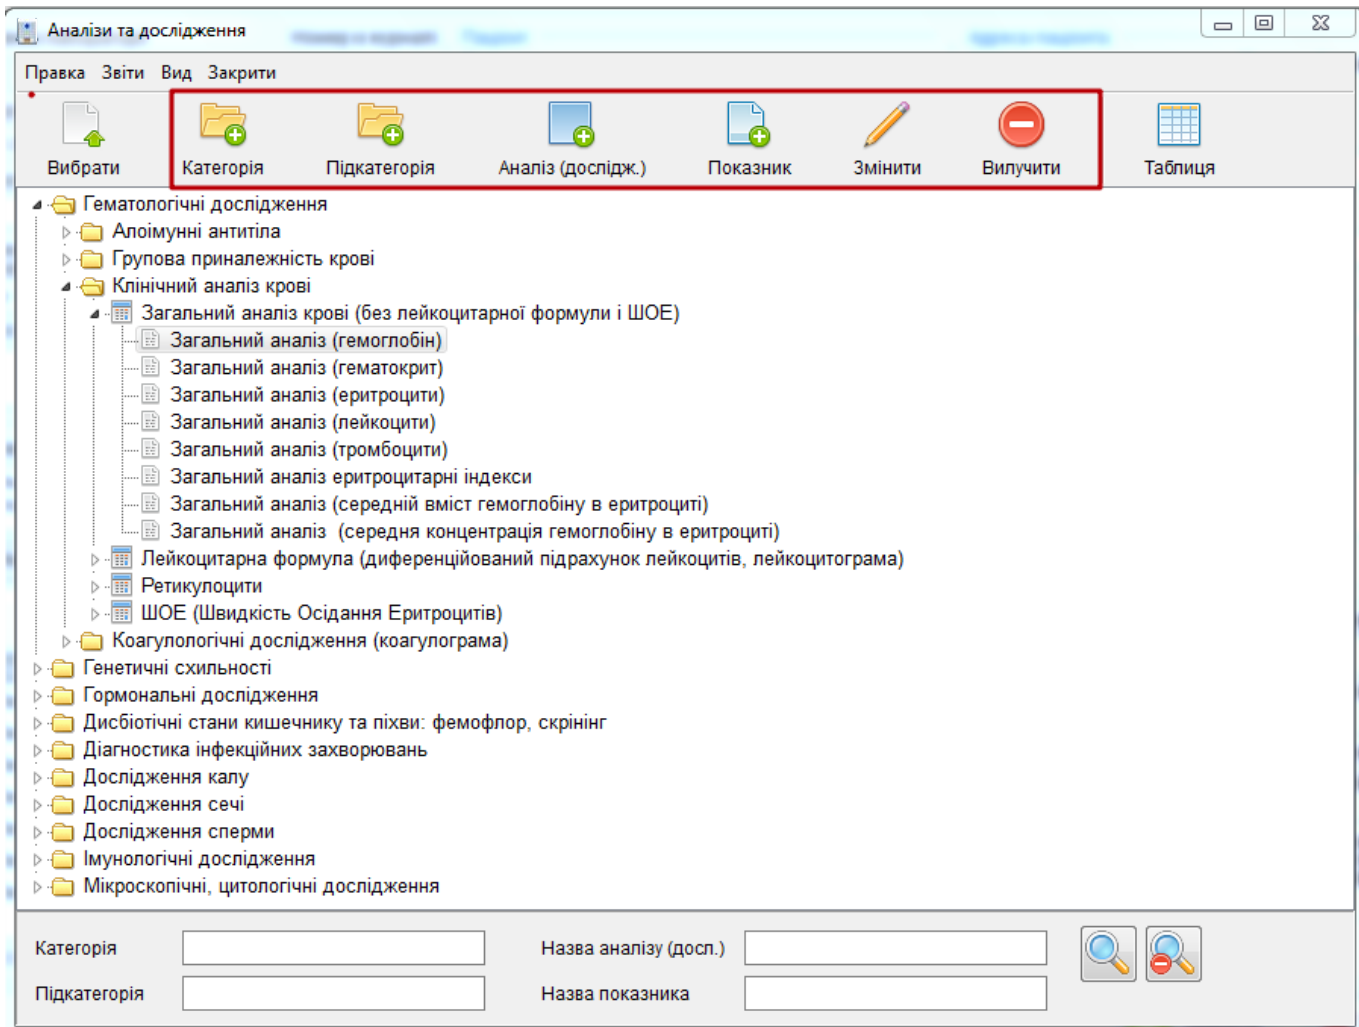 Аналізи та дослідження
Правка Звіти Вид Закрити
Вибрати Категорія Підкатегорія Аналіз (дослідж.) Показник Змінити Вилучити Таблиця
Гематологічні дослідження
Алоімунні антитіла
Групова приналежність крові
Клінічний аналіз крові
Загальний аналіз крові (без лейкоцитарної формули і ШОЕ)
Загальний аналіз (гемоглобін)
Загальний аналіз (гематокрит)
Загальний аналіз (еритроцити)
Загальний аналіз (лейкоцити)
Загальний аналіз (тромбоцити)
Загальний аналіз еритроцитарні індекси
Загальний аналіз (середній вміст гемоглобіну в еритроциті)
Загальний аналіз (середня концентрація гемоглобіну в еритроциті)
Лейкоцитарна формула (диференційований підрахунок лейкоцитів, лейкоцитограма)
Ретикулоцити
ШОЕ (Швидкість Осідання Еритроцитів)
Коагулологічні дослідження (коагулограма)
Генетичні схильності
Гормональні дослідження
Дисбіотичні стани кишечнику та піхви: фемофлор, скрінінг
Діагностика інфекційних захворювань
Дослідження калу
Дослідження сечі
Дослідження сперми
Імунологічні дослідження
Мікроскопічні, цитологічні дослідження
Категорія Назва аналізу (досл.)
Підкатегорія Назва показника